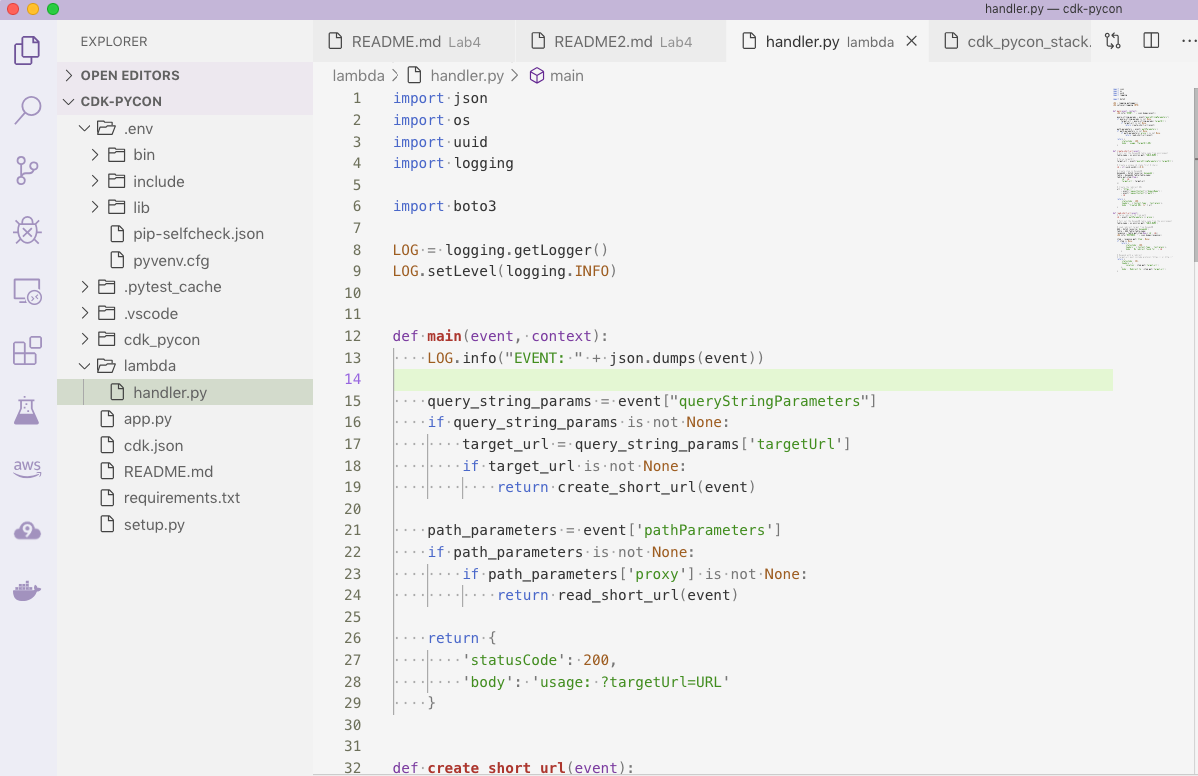 handler.py — cdk-pycon
EXPLORER
OPEN EDITORS
CDK-PYCON
.env
bin
include
lib
pip-selfcheck.json
pyvenv.cfg
.pytest_cache
.vscode
cdk_pycon
lambda
handler.py
app.py
cdk.json
README.md
requirements.txt
setup.py
aws
README.md Lab4
README2.md Lab4
handler.py lambda
cdk_pycon_stack.
lambda > handler.py > main
1 import json
2 import os
3 import uuid
4 import logging
5
6 import boto3
7
8 LOG = logging.getLogger()
9 LOG.setLevel(logging.INFO)
10
11
12 def main(event, context):
13     LOG.info("EVENT: " + json.dumps(event))
14
15     query_string_params = event["queryStringParameters"]
16     if query_string_params is not None:
17         target_url = query_string_params['targetUrl']
18         if target_url is not None:
19             return create_short_url(event)
20
21     path_parameters = event['pathParameters']
22     if path_parameters is not None:
23         if path_parameters['proxy'] is not None:
24             return read_short_url(event)
25
26     return {
27         'statusCode': 200,
28         'body': 'usage: ?targetUrl=URL'
29     }
30
31
32 def create_short_url(event):